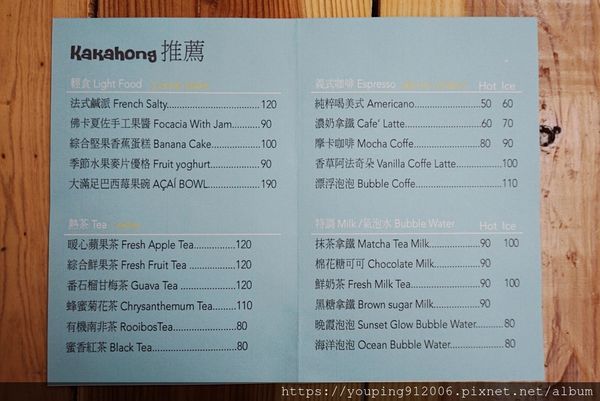 Kakahong 推薦
輕食 Light Food
法式鹹派 French Salty....................120
佛卡夏佐手工果醬 Focacia With Jam...........90
綜合堅果香蕉蛋糕 Banana Cake...........100
季節水果麥片優格 Fruit yoghurt...............90
大滿足巴西莓果碗 AÇAÍ BOWL...............190
熱茶 Tea
暖心蘋果茶 Fresh Apple Tea...............120
綜合鮮果茶 Fresh Fruit Tea ...............120
番石榴甘梅茶 Guava Tea ...............120
蜂蜜菊花茶 Chrysanthemum Tea...........110
有機南非茶 RooibosTea....................80
蜜香紅茶 Black Tea....................80
義式咖啡 Espresso Hot Ice
純粹喝美式 Americano....................50 60
濃奶拿鐵 Cafe' Latte....................60 70
摩卡咖啡 Mocha Coffe....................80 90
香草阿法奇朵 Vanilla Coffe Latte...............100
漂浮泡泡 Bubble Coffe....................110
特調 Milk /氣泡水 Bubble Water Hot Ice
抹茶拿鐵 Matcha Tea Milk...............90 100
棉花糖可可 Chocolate Milk...............90
鮮奶茶 Fresh Milk Tea...............90 100
黑糖拿鐵 Brown sugar Milk...............90
晚霞泡泡 Sunset Glow Bubble Water..........80
海洋泡泡 Ocean Bubble Water...............80
https://youping912006.pixnet.net/album